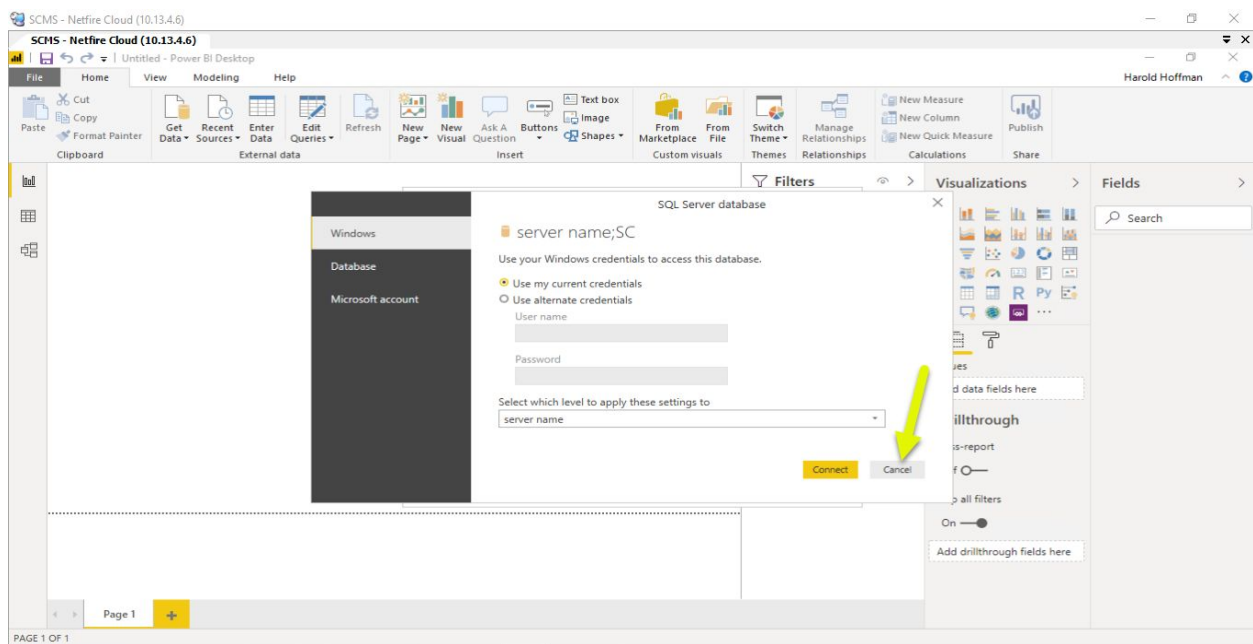 SCMS - Netfire Cloud (10.13.4.6)
SCMS - Netfire Cloud (10.13.4.6)
Untitled - Power BI Desktop
File Home View Modeling Help Harold Hoffman
Paste
Cut
Copy
Format Painter
Clipboard
Get Data
Recent Sources
Enter Data
Edit Queries
Refresh
External data
New Page
New Visual
Ask A Question
Buttons
Text box
Image
Shapes
Insert
From Marketplace
From File
Custom visuals
Switch Theme
Themes
Manage Relationships
Relationships
New Measure
New Column
New Quick Measure
Calculations
Publish
Share
Filters
Visualizations
Fields
Search
R Py
SQL Server database
Windows
Database
Microsoft account
server name;SC
Use your Windows credentials to access this database.
Use my current credentials
Use alternate credentials
User name
Password
Select which level to apply these settings to
server name
Connect Cancel
ues
d data fields here
illthrough
ss-report
f
p all filters
On
Add drillthrough fields here
Page 1
PAGE 1 OF 1